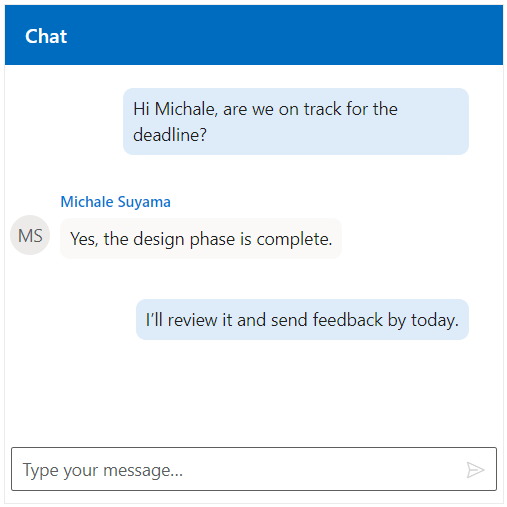 Chat
Hi Michale, are we on track for the
deadline?
Michale Suyama
MS
Yes, the design phase is complete.
I’ll review it and send feedback by today.
Type your message...